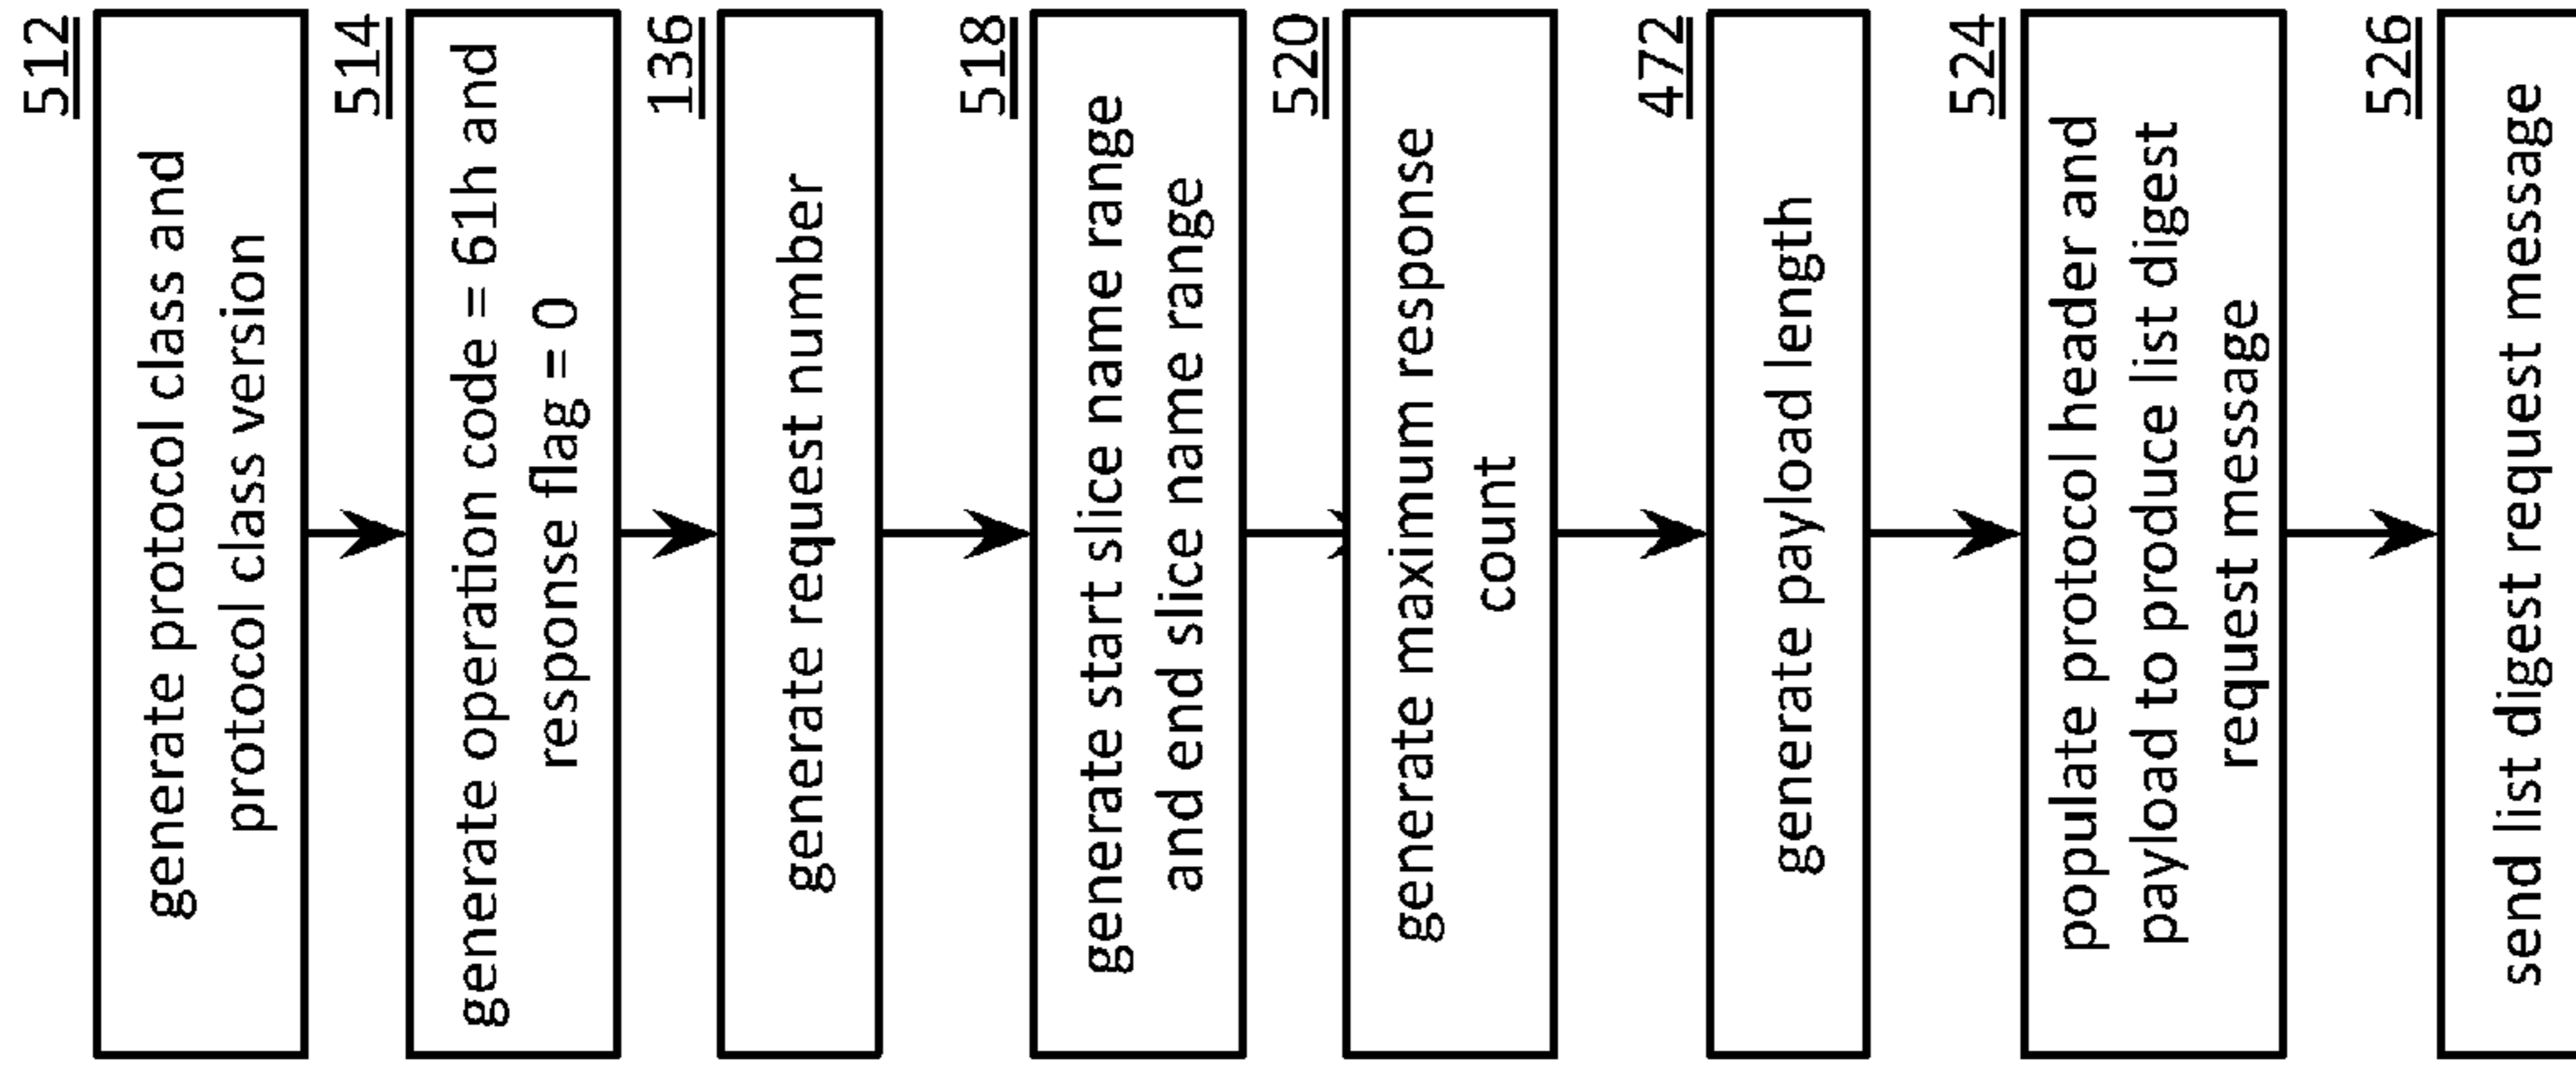 512
generate protocol class and
protocol class version
514
generate operation code = 61h and
response flag = 0
136
generate request number
518
generate start slice name range
and end slice name range
520
generate maximum response
count
472
generate payload length
524
populate protocol header and
payload to produce list digest
request message
526
send list digest request message